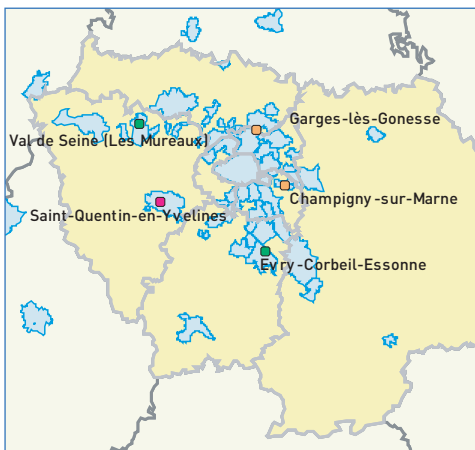 Garges-lès-Gonesse
Val de Seine (Les Mureaux)
Champigny-sur-Marne
Saint-Quentin-en-Yvelines
Evry-Corbeil-Essonne